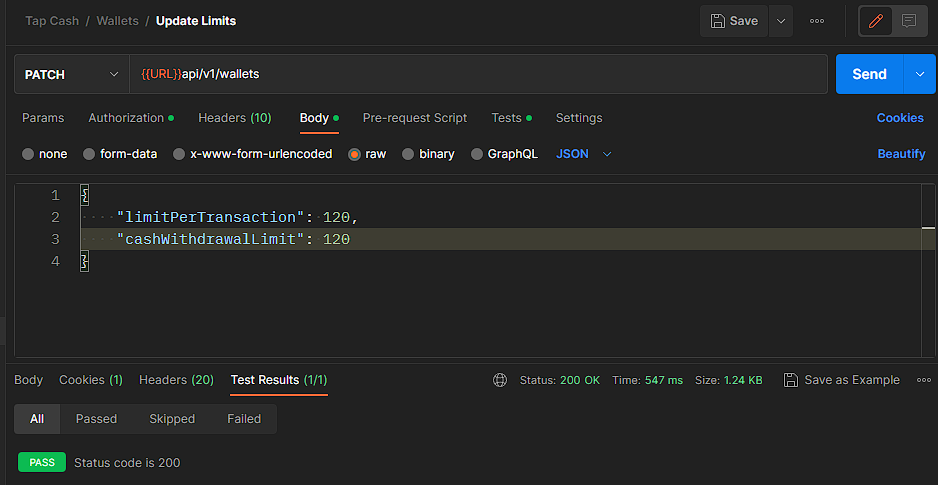 Tap Cash / Wallets / Update Limits
Save
PATCH
{{URL}}api/v1/wallets
Send
Params Authorization Headers (10) Body Pre-request Script Tests Settings Cookies
none form-data x-www-form-urlencoded raw binary GraphQL JSON Beautify
1 {
2 "limitPerTransaction": 120,
3 "cashWithdrawalLimit": 120
4 }
Body Cookies (1) Headers (20) Test Results (1/1) Status: 200 OK Time: 547 ms Size: 1.24 KB Save as Example
All Passed Skipped Failed
PASS Status code is 200